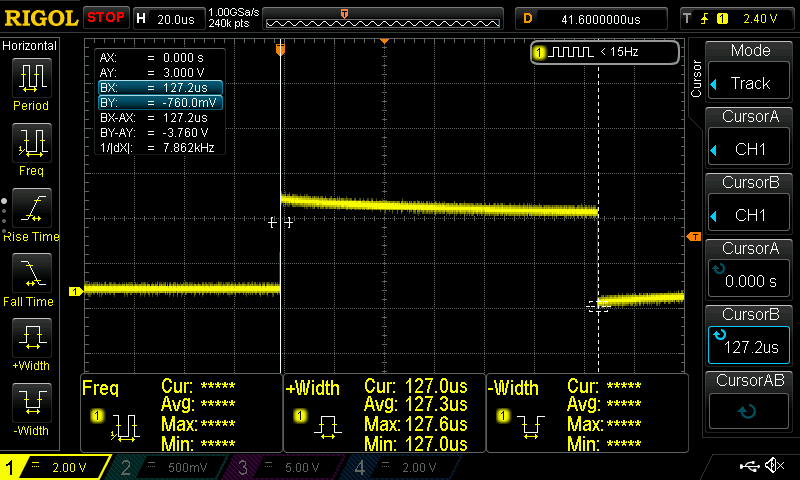 RIGOL STOP H 20.0us 1.00GSa/s 240k pts D 41.6000000us T 1 2.40 V
Horizontal
Period
Freq
Rise Time
Fall Time
+Width
-Width
AX: = 0.000 s
AY: = 3.000 V
BX: = 127.2us
BY: = -760.0mV
BX-AX: = 127.2us
BY-AY: = -3.760 V
1/|dX|: = 7.862kHz
T
1 < 15Hz
1
T
Cursor
Mode
Track
CursorA
CH1
CursorB
CH1
CursorA
0.000 s
CursorB
127.2us
CursorAB
Freq
1
Cur: *****
Avg: *****
Max: *****
Min: *****
+Width
1
Cur: 127.0us
Avg: 127.3us
Max: 127.6us
Min: 127.0us
-Width
1
Cur: *****
Avg: *****
Max: *****
Min: *****
1 2.00 V 2 500mV 3 5.00 V 4 2.00 V